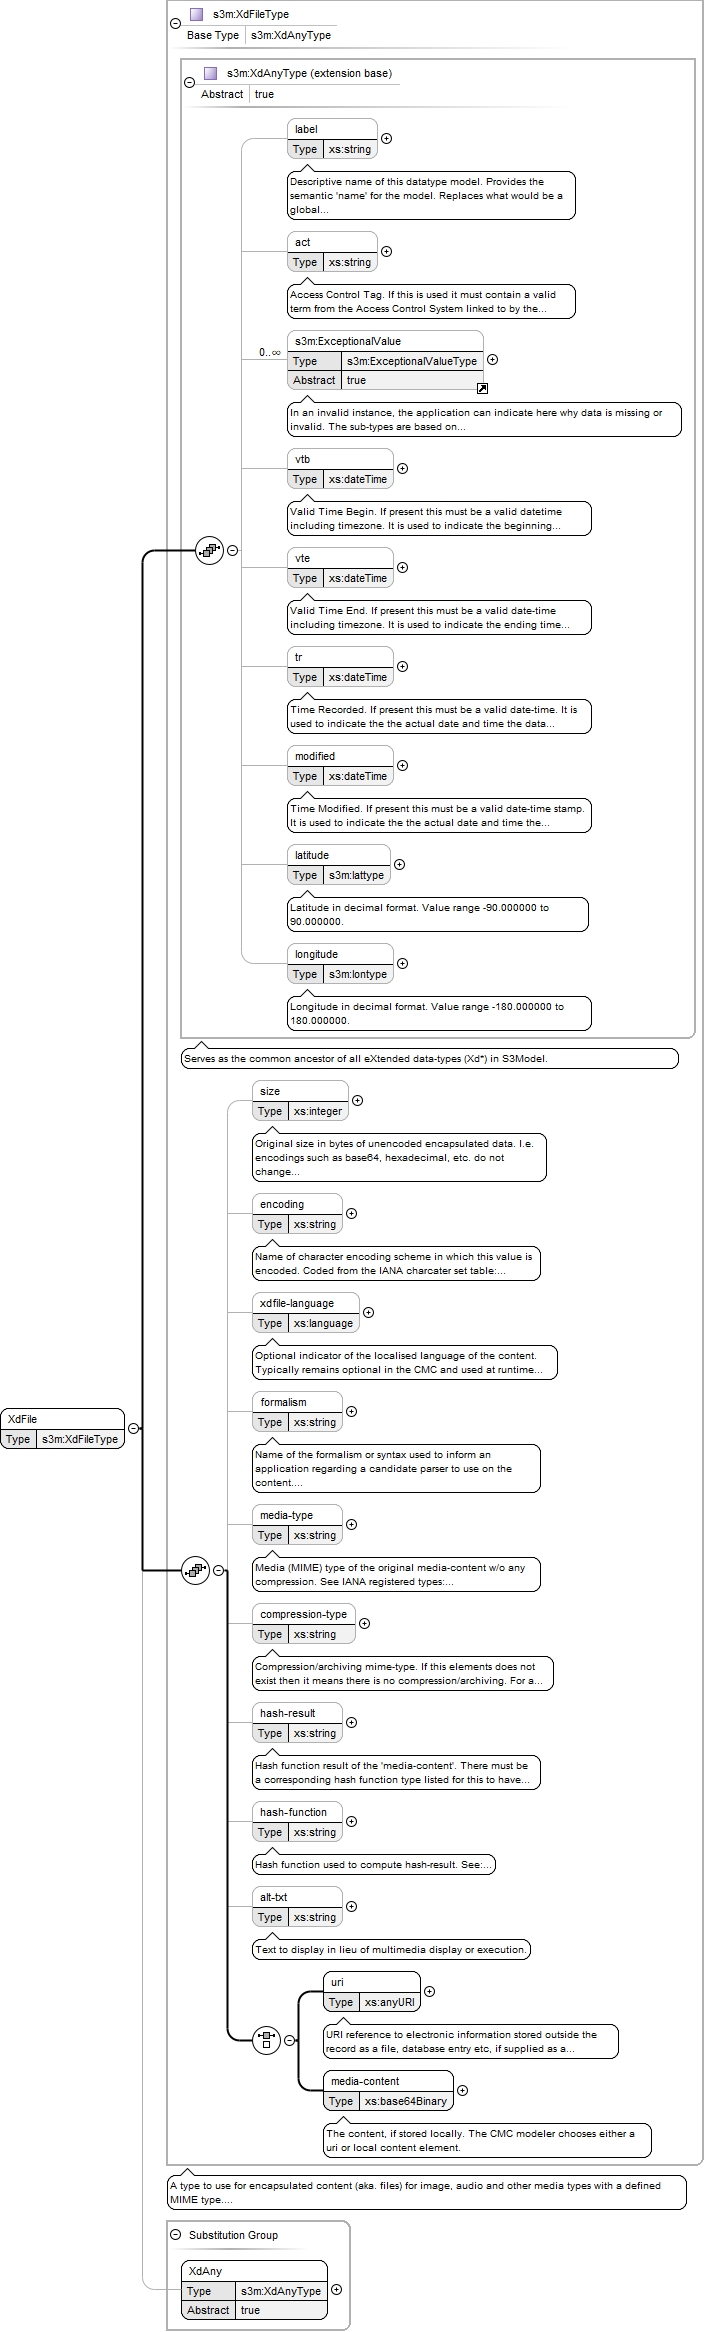 s3m:XdFileType
Base Type s3m:XdAnyType
s3m:XdAnyType (extension base)
Abstract true
label
Type xs:string
Descriptive name of this datatype model. Provides the
semantic 'name' for the model. Replaces what would be a
global...
act
Type xs:string
Access Control Tag. If this is used it must contain a valid
term from the Access Control System linked to by the...
s3m:ExceptionalValue
0..∞
Type s3m:ExceptionalValueType
Abstract true
In an invalid instance, the application can indicate here why data is missing or
invalid. The sub-types are based on...
vtb
Type xs:dateTime
Valid Time Begin. If present this must be a valid datetime
including timezone. It is used to indicate the beginning...
vte
Type xs:dateTime
Valid Time End. If present this must be a valid date-time
including timezone. It is used to indicate the ending time...
tr
Type xs:dateTime
Time Recorded. If present this must be a valid date-time. It is
used to indicate the the actual date and time the data...
modified
Type xs:dateTime
Time Modified. If present this must be a valid date-time stamp.
It is used to indicate the the actual date and time the...
latitude
Type s3m:lattype
Latitude in decimal format. Value range -90.000000 to
90.000000.
longitude
Type s3m:lontype
Longitude in decimal format. Value range -180.000000 to
180.000000.
Serves as the common ancestor of all eXtended data-types (Xd*) in S3Model.
size
Type xs:integer
Original size in bytes of unencoded encapsulated data. I.e.
encodings such as base64, hexadecimal, etc. do not
change...
encoding
Type xs:string
Name of character encoding scheme in which this value is
encoded. Coded from the IANA charcater set table:...
xdfile-language
Type xs:language
Optional indicator of the localised language of the content.
Typically remains optional in the CMC and used at runtime...
formalism
Type xs:string
Name of the formalism or syntax used to inform an
application regarding a candidate parser to use on the
content....
XdFile
Type s3m:XdFileType
media-type
Type xs:string
Media (MIME) type of the original media-content w/o any
compression. See IANA registered types:...
compression-type
Type xs:string
Compression/archiving mime-type. If this elements does not
exist then it means there is no compression/archiving. For a...
hash-result
Type xs:string
Hash function result of the 'media-content'. There must be
a corresponding hash function type listed for this to have...
hash-function
Type xs:string
Hash function used to compute hash-result. See:...
alt-txt
Type xs:string
Text to display in lieu of multimedia display or execution.
uri
Type xs:anyURI
URI reference to electronic information stored outside the
record as a file, database entry etc, if supplied as a...
media-content
Type xs:base64Binary
The content, if stored locally. The CMC modeler chooses either a
uri or local content element.
A type to use for encapsulated content (aka. files) for image, audio and other media types with a defined
MIME type....
Substitution Group
XdAny
Type s3m:XdAnyType
Abstract true